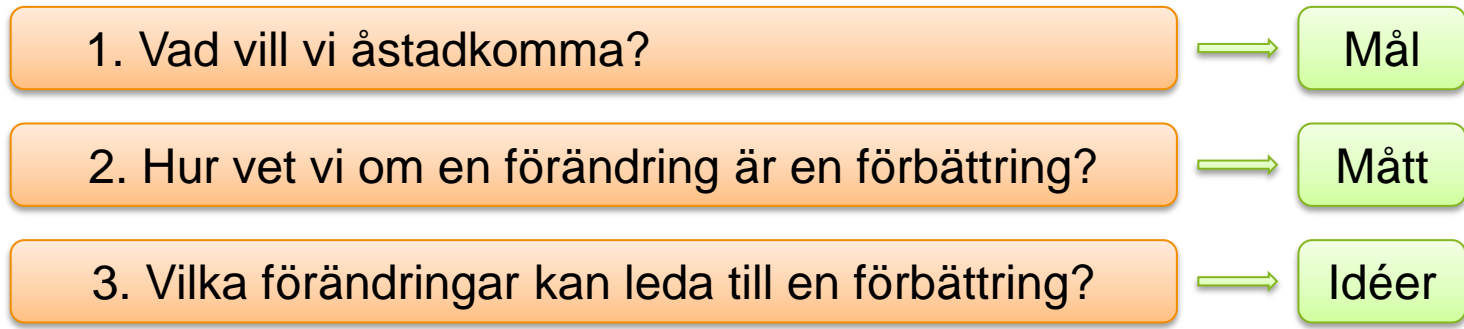 1. Vad vill vi åstadkomma? Mål
2. Hur vet vi om en förändring är en förbättring? Mått
3. Vilka förändringar kan leda till en förbättring? Idéer